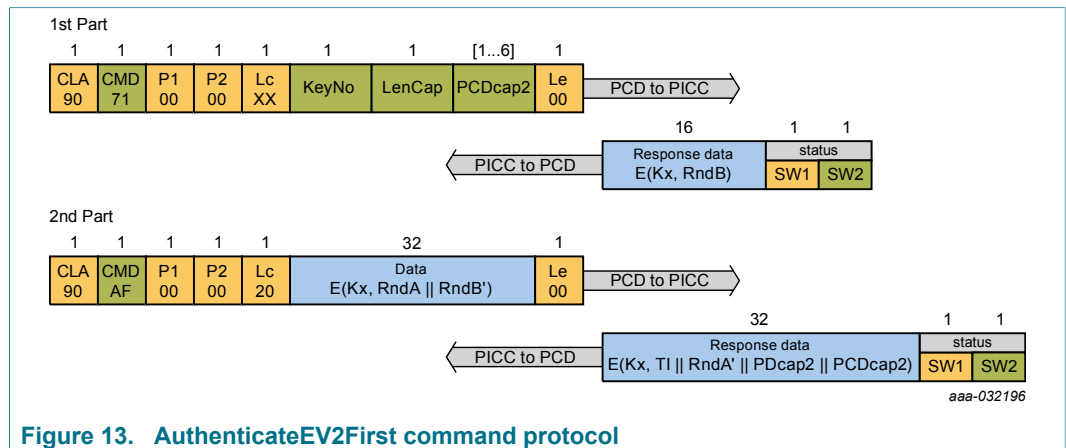 1st Part
1 1 1 1 1 1 1 [1...6] 1
CLA 90 CMD 71 P1 00 P2 00 Lc XX KeyNo LenCap PCDcap2 Le 00 PCD to PICC
16 1 1
PICC to PCD Response data E(Kx, RndB) status SW1 SW2
2nd Part
1 1 1 1 1 32 1
CLA 90 CMD AF P1 00 P2 00 Lc 20 Data E(Kx, RndA || RndB') Le 00 PCD to PICC
32 1 1
PICC to PCD Response data E(Kx, TI || RndA' || PDcap2 || PCDcap2) status SW1 SW2
aaa-032196
Figure 13. AuthenticateEV2First command protocol